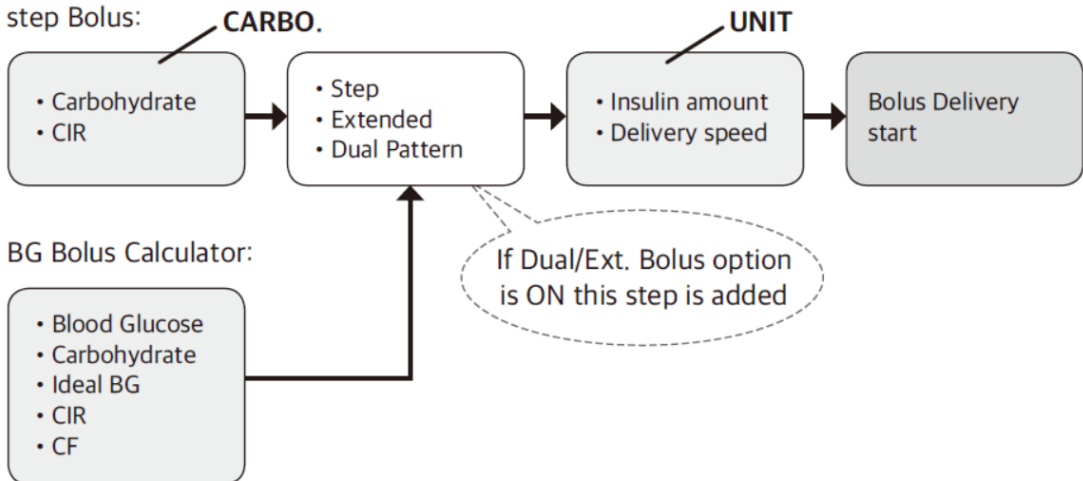 step Bolus:
CARBO.
UNIT
• Carbohydrate
• CIR
• Step
• Extended
• Dual Pattern
• Insulin amount
• Delivery speed
Bolus Delivery
start
BG Bolus Calculator:
If Dual/Ext. Bolus option
is ON this step is added
• Blood Glucose
• Carbohydrate
• Ideal BG
• CIR
• CF